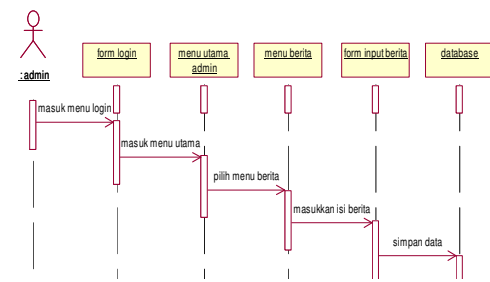 form login
menu utama
admin
menu berita
form input berita
database
: admin
masuk menu login
masuk menu utama
pilih menu berita
masukkan isi berita
simpan data